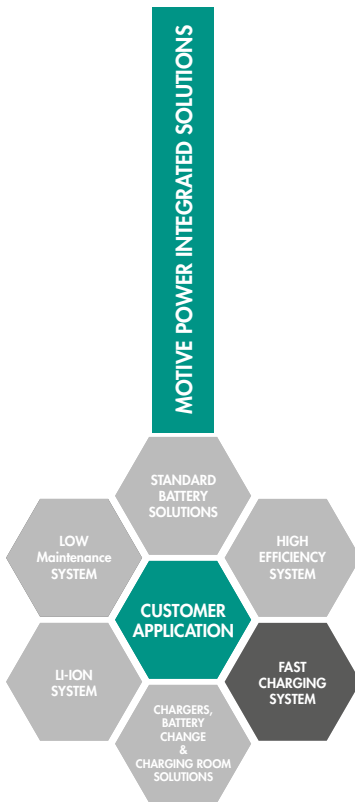 MOTIVE POWER INTEGRATED SOLUTIONS
STANDARD
BATTERY
SOLUTIONS
LOW
Maintenance
SYSTEM
HIGH
EFFICIENCY
SYSTEM
CUSTOMER
APPLICATION
LI-ION
SYSTEM
FAST
CHARGING
SYSTEM
CHARGERS,
BATTERY
CHANGE
&
CHARGING ROOM
SOLUTIONS